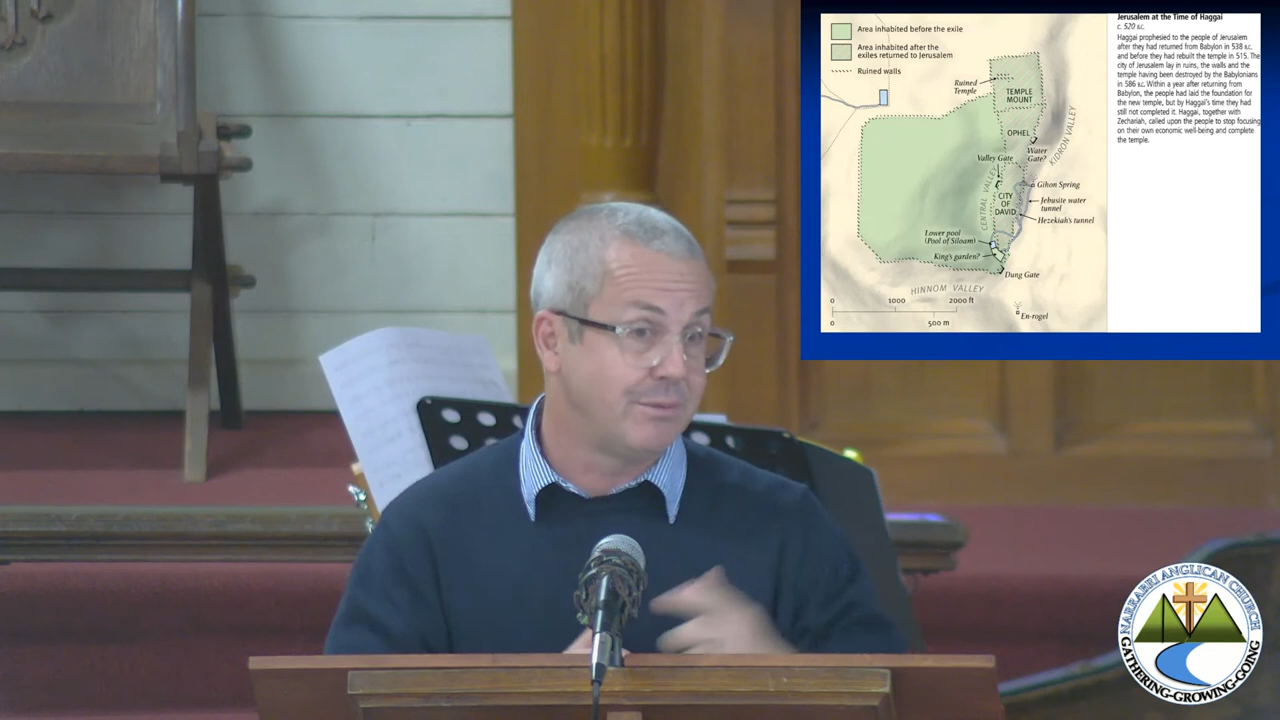 Area inhabited before the exile
Area inhabited after the
exiles returned to Jerusalem
Ruined walls
Ruined
Temple
TEMPLE
MOUNT
OPHEL
Water
Gate?
KIDRON VALLEY
Valley Gate
Gihon Spring
CENTRAL VALLEY
CITY
OF
DAVID
Jebusite water
tunnel
Hezekiah's tunnel
Lower pool
(Pool of Siloam)
King's garden?
Dung Gate
HINNOM VALLEY
0 1000 2000 ft
0 500 m
En-rogel
Jerusalem at the Time of Haggai
c. 520 B.C.
Haggai prophesied to the people of Jerusalem
after they had returned from Babylon in 538 B.C.
and before they had rebuilt the temple in 515. The
city of Jerusalem lay in ruins, the walls and the
temple having been destroyed by the Babylonians
in 586 B.C. Within a year after returning from
Babylon, the people had laid the foundation for
the new temple, but by Haggai's time they had
still not completed it. Haggai, together with
Zechariah, called upon the people to stop focusing
on their own economic well-being and complete
the temple.
NARRABRI ANGLICAN CHURCH
GATHERING-GROWING-GOING